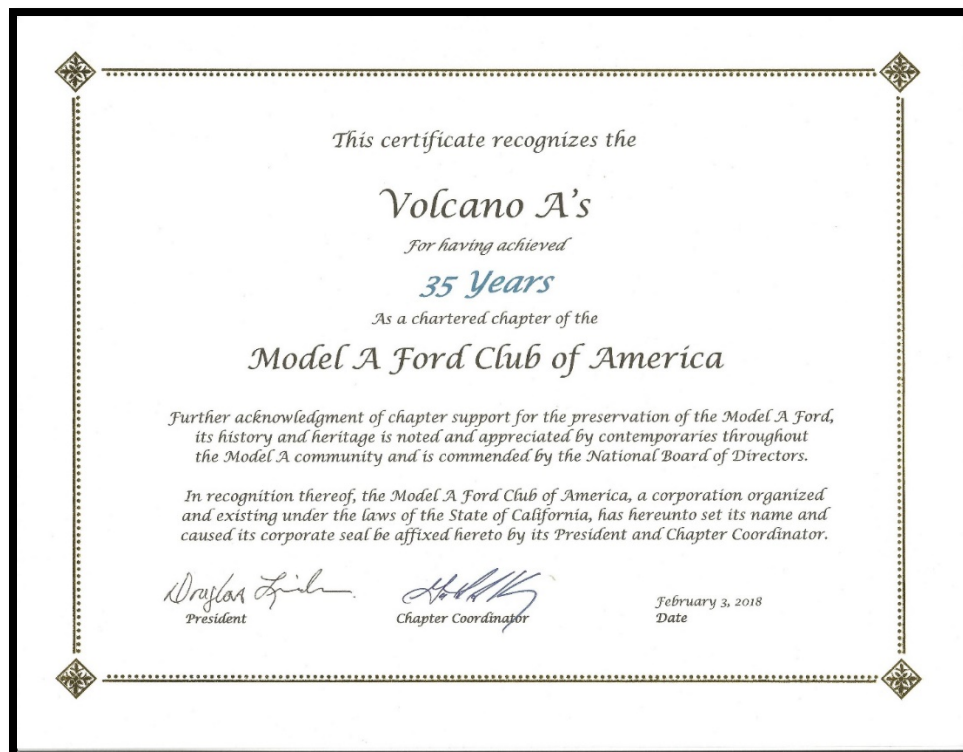 This certificate recognizes the
Volcano A's
For having achieved
35 Years
As a chartered chapter of the
Model A Ford Club of America
Further acknowledgment of chapter support for the preservation of the Model A Ford,
its history and heritage is noted and appreciated by contemporaries throughout
the Model A community and is commended by the National Board of Directors.
In recognition thereof, the Model A Ford Club of America, a corporation organized
and existing under the laws of the State of California, has hereunto set its name and
caused its corporate seal be affixed hereto by its President and Chapter Coordinator.
Douglas
President
Chapter Coordinator
February 3, 2018
Date